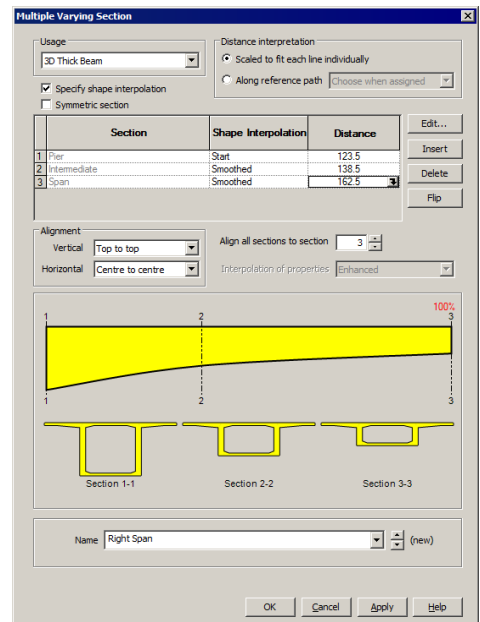 Multiple Varying Section
Usage
3D Thick Beam
Specify shape interpolation
Symmetric section
Distance interpretation
Scaled to fit each line individually
Along reference path Choose when assigned
Section Shape Interpolation Distance
1 Pier Start 123.5
2 Intermediate Smoothed 138.5
3 Span Smoothed 162.5
Edit...
Insert
Delete
Flip
Alignment
Vertical Top to top
Horizontal Centre to centre
Align all sections to section 3
Interpolation of properties Enhanced
100%
1 2 3
1 2 3
Section 1-1 Section 2-2 Section 3-3
Name Right Span (new)
OK Cancel Apply Help